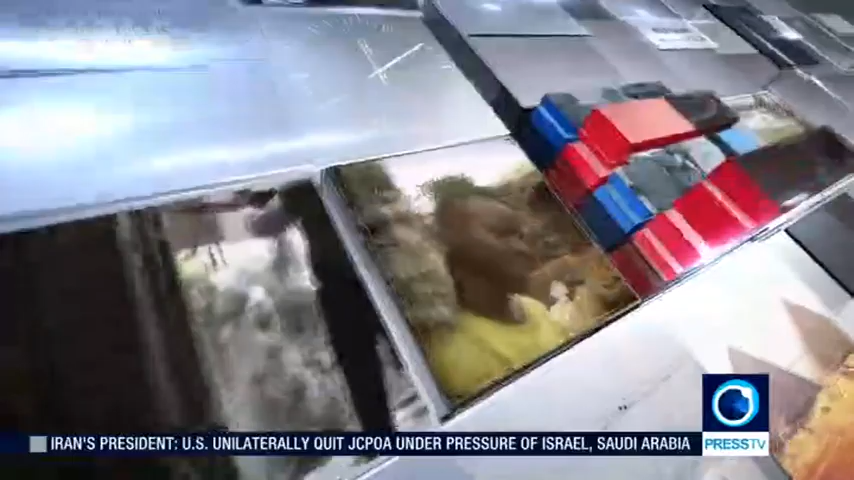 IRAN'S PRESIDENT: U.S. UNILATERALLY QUIT JCPOA UNDER PRESSURE OF ISRAEL, SAUDI ARABIA
PRESSTV